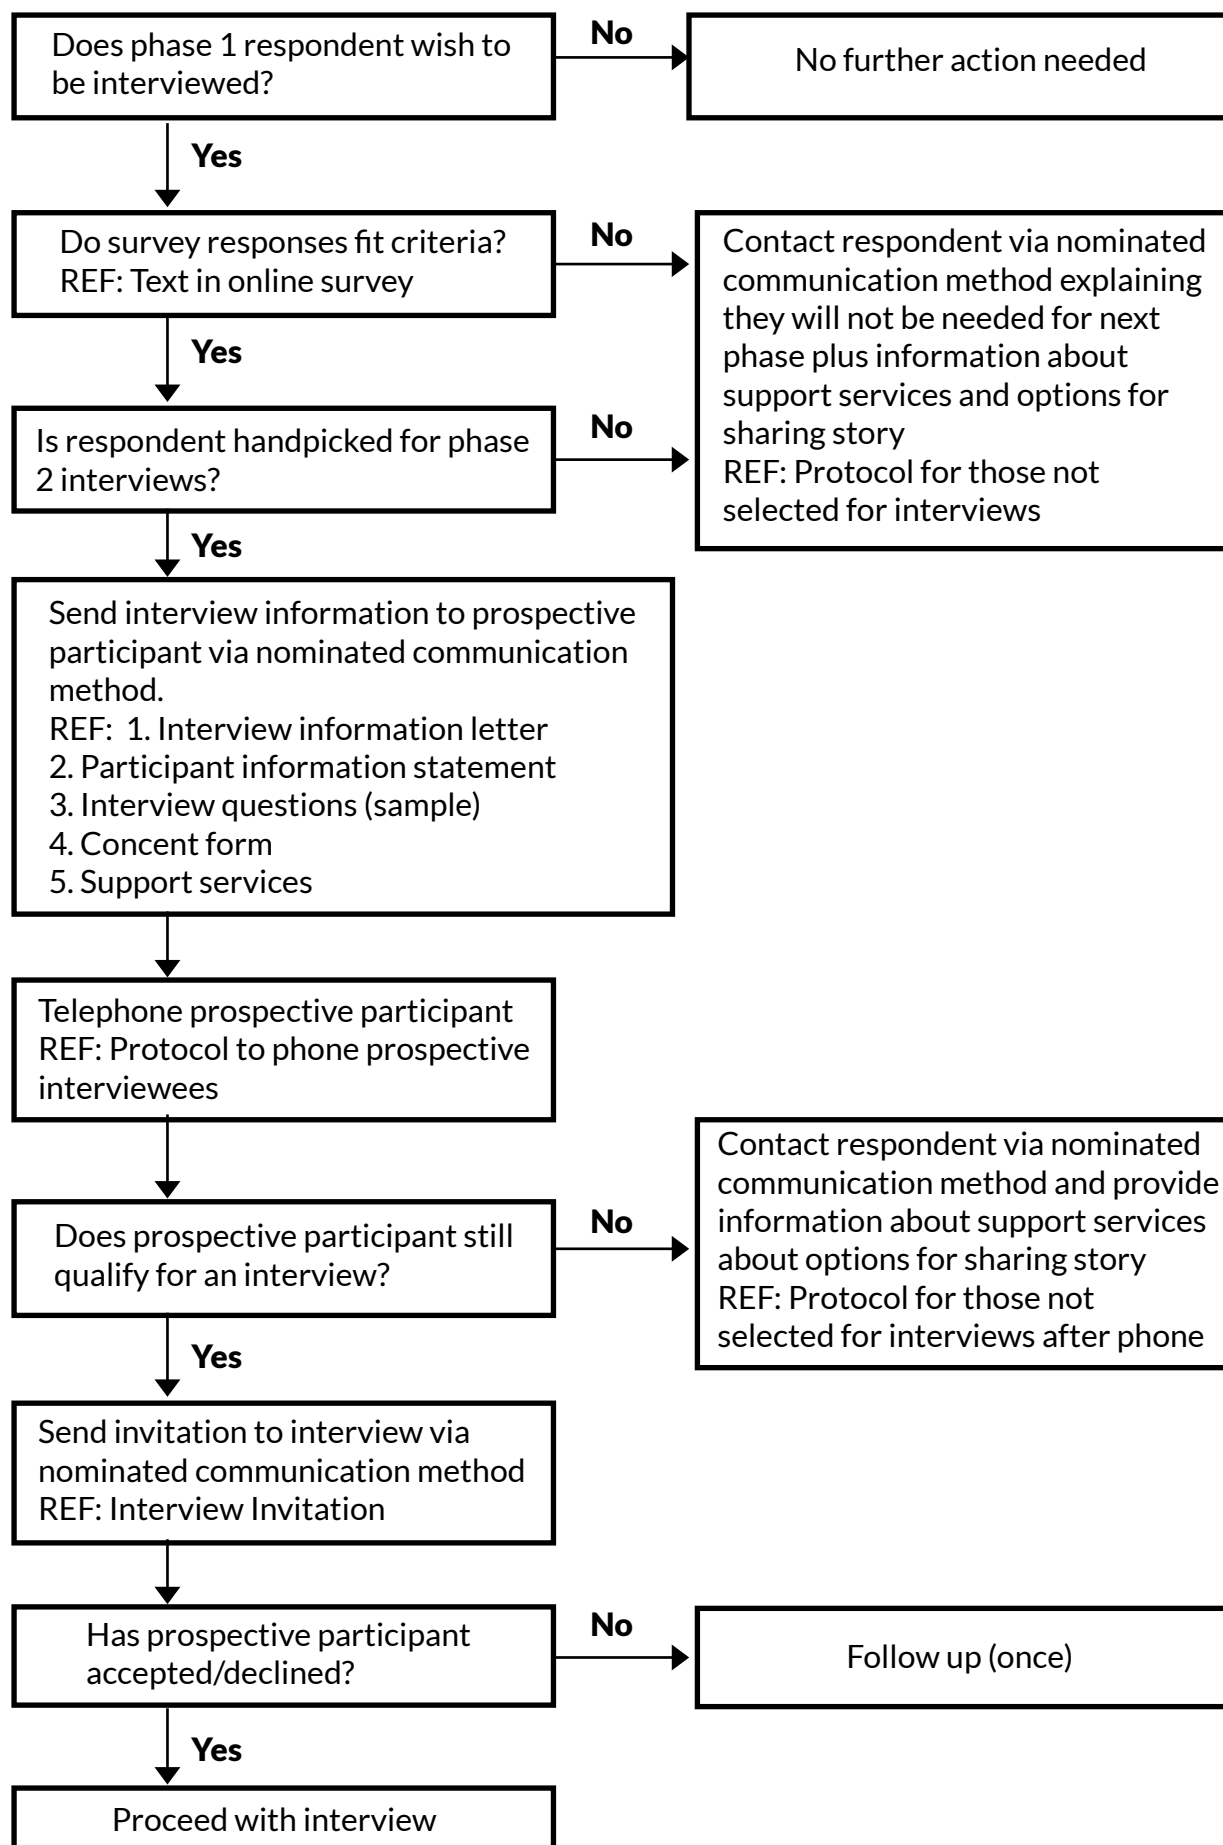 Does phase 1 respondent wish to
be interviewed?
No
No further action needed
Yes
Do survey responses fit criteria?
REF: Text in online survey
No
Contact respondent via nominated
communication method explaining
they will not be needed for next
phase plus information about
support services and options for
sharing story
REF: Protocol for those not
selected for interviews
Yes
Is respondent handpicked for phase
2 interviews?
No
Yes
Send interview information to prospective
participant via nominated communication
method.
REF:  1. Interview information letter
2. Participant information statement
3. Interview questions (sample)
4. Concent form
5. Support services
Telephone prospective participant
REF: Protocol to phone prospective
interviewees
Does prospective participant still
qualify for an interview?
No
Contact respondent via nominated
communication method and provide
information about support services
about options for sharing story
REF: Protocol for those not
selected for interviews after phone
Yes
Send invitation to interview via
nominated communication method
REF: Interview Invitation
Has prospective participant
accepted/declined?
No
Follow up (once)
Yes
Proceed with interview